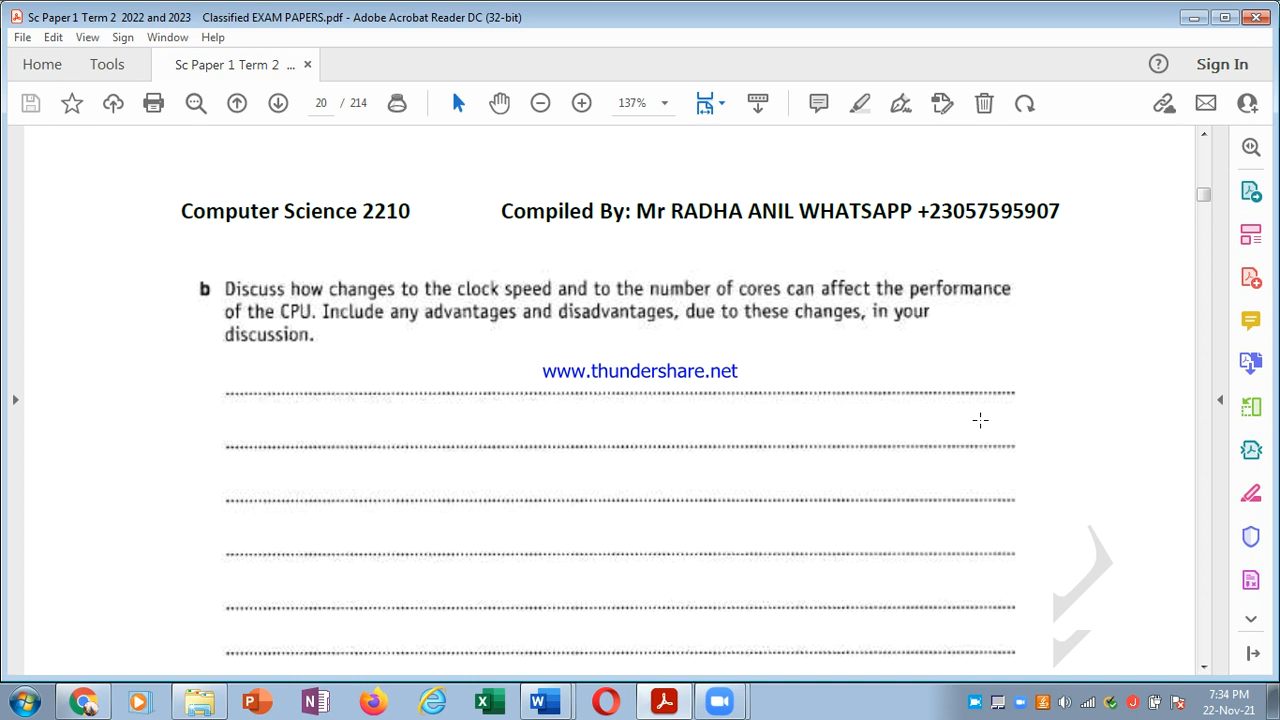 Sc Paper 1 Term 2 2022 and 2023 Classified EXAM PAPERS.pdf - Adobe Acrobat Reader DC (32-bit)
File Edit View Sign Window Help
Home Tools Sc Paper 1 Term 2 ... × Sign In
20 / 214 137%
Computer Science 2210 Compiled By: Mr RADHA ANIL WHATSAPP +23057595907
b Discuss how changes to the clock speed and to the number of cores can affect the performance
of the CPU. Include any advantages and disadvantages, due to these changes, in your
discussion.
www.thundershare.net
7:34 PM
22-Nov-21